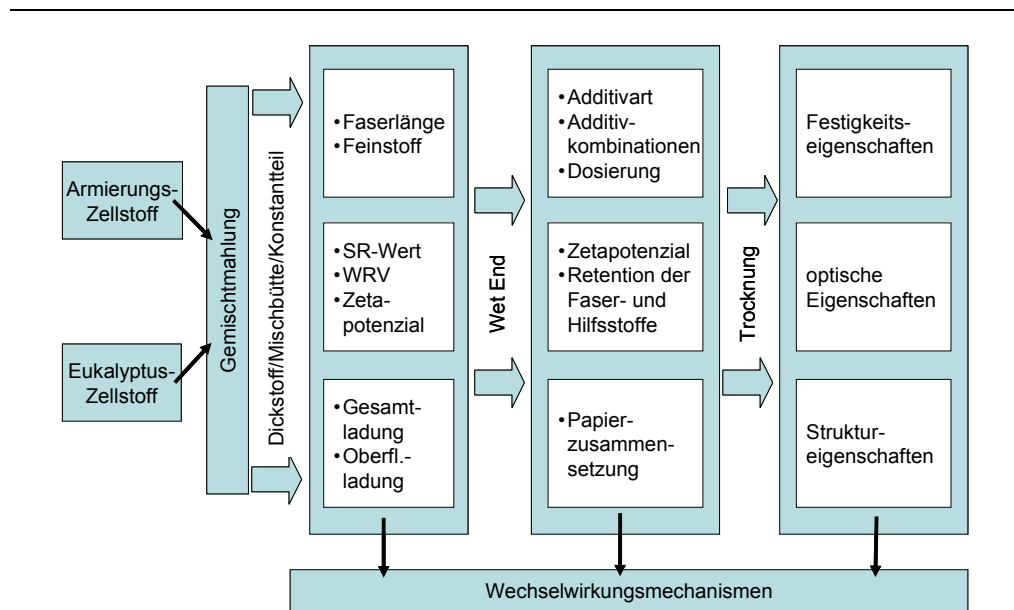 Armierungs-
Zellstoff
Eukalyptus-
Zellstoff
Gemischtmahlung
Dickstoff/Mischbütte/Konstantteil
•Faserlänge
•Feinstoff
•SR-Wert
•WRV
•Zeta-
potenzial
•Gesamt-
ladung
•Oberfl.-
ladung
Wet End
•Additivart
•Additiv-
kombinationen
•Dosierung
•Zetapotenzial
•Retention der
Faser- und
Hilfsstoffe
•Papier-
zusammen-
setzung
Trocknung
Festigkeits-
eigenschaften
optische
Eigenschaften
Struktur-
eigenschaften
Wechselwirkungsmechanismen